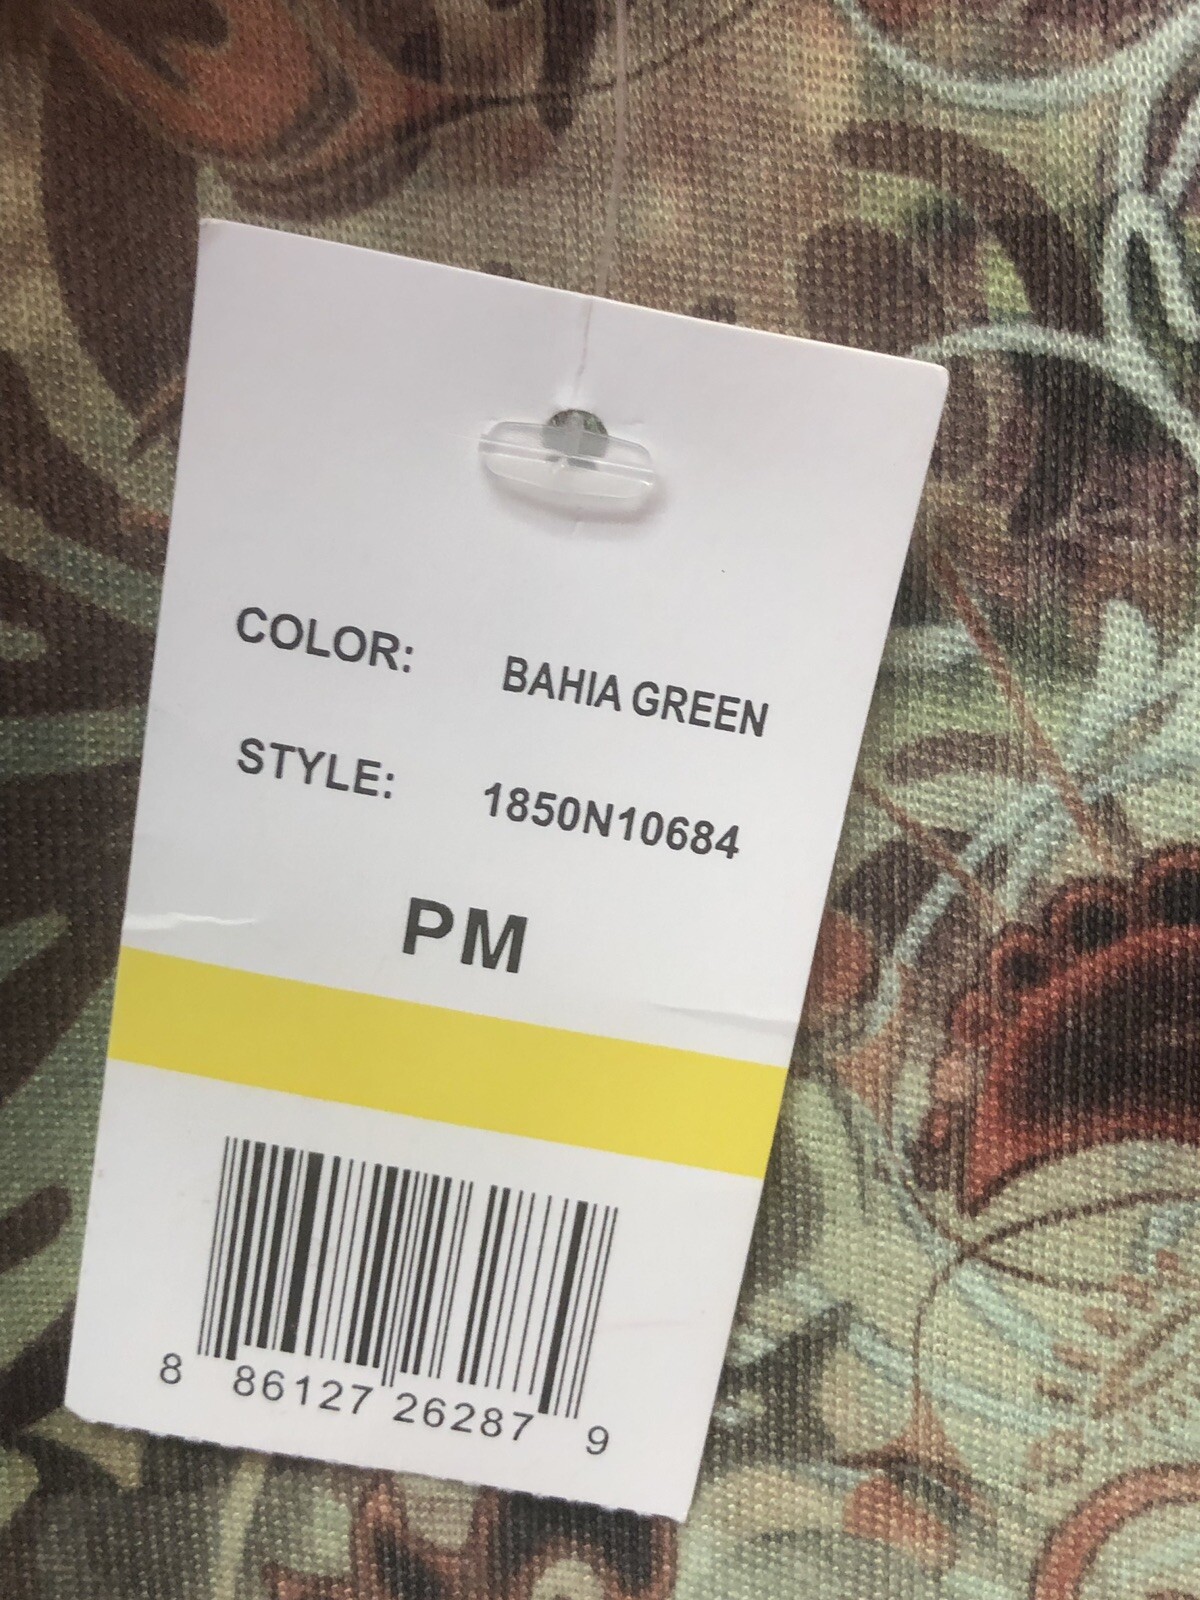 COLOR: BAHIA GREEN
STYLE: 1850N10684
PM
8 86127 26287 9